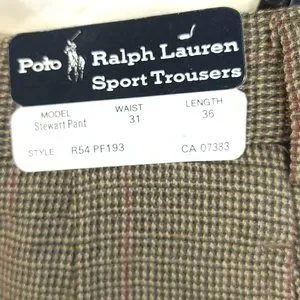 Polo Ralph Lauren
Sport Trousers
MODEL WAIST LENGTH
Stewart Pant 31 36
STYLE R54 PF193 CA 07383